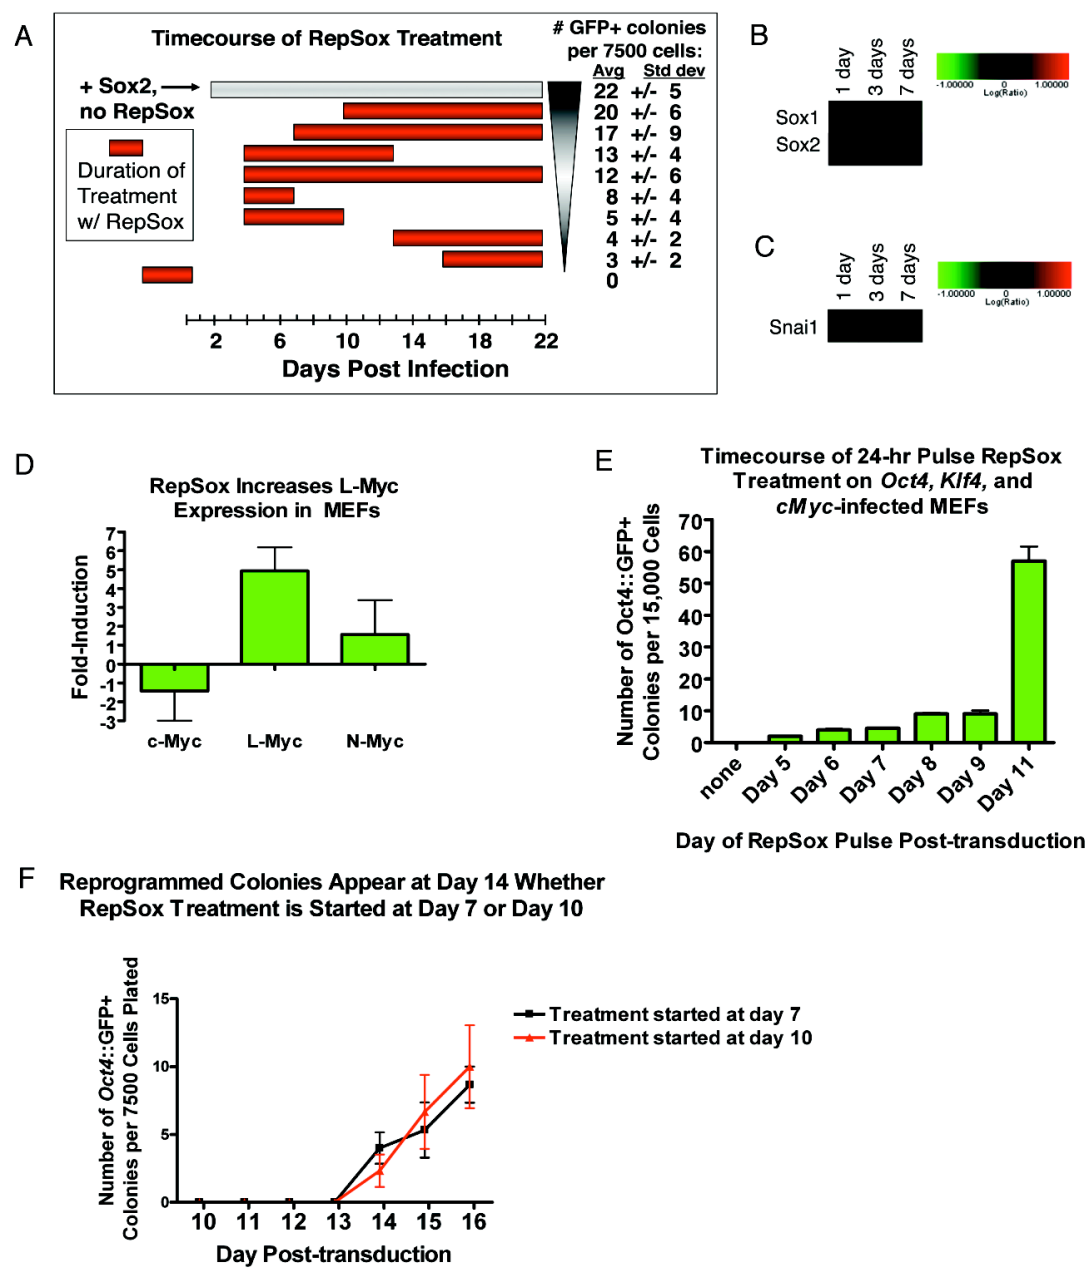 A
Timecourse of RepSox Treatment
# GFP+ colonies
per 7500 cells:
Avg Std dev
+ Sox2,
no RepSox
22 +/- 5
20 +/- 6
17 +/- 9
13 +/- 4
12 +/- 6
8 +/- 4
5 +/- 4
4 +/- 2
3 +/- 2
0
Duration of
Treatment
w/ RepSox
2 6 10 14 18 22
Days Post Infection
B
1 day
3 days
7 days
-1.00000 0 1.00000
Log(Ratio)
Sox1
Sox2
C
1 day
3 days
7 days
-1.00000 0 1.00000
Log(Ratio)
Snai1
D
RepSox Increases L-Myc
Expression in MEFs
Fold-Induction
7
6
5
4
3
2
1
0
-1
-2
-3
c-Myc L-Myc N-Myc
E
Timecourse of 24-hr Pulse RepSox
Treatment on Oct4, Klf4, and
cMyc-infected MEFs
Number of Oct4::GFP+
Colonies per 15,000 Cells
70
60
50
40
30
20
10
0
none
Day 5
Day 6
Day 7
Day 8
Day 9
Day 11
Day of RepSox Pulse Post-transduction
F
Reprogrammed Colonies Appear at Day 14 Whether
RepSox Treatment is Started at Day 7 or Day 10
Number of Oct4::GFP+
Colonies per 7500 Cells Plated
15
10
5
0
10 11 12 13 14 15 16
Day Post-transduction
Treatment started at day 7
Treatment started at day 10